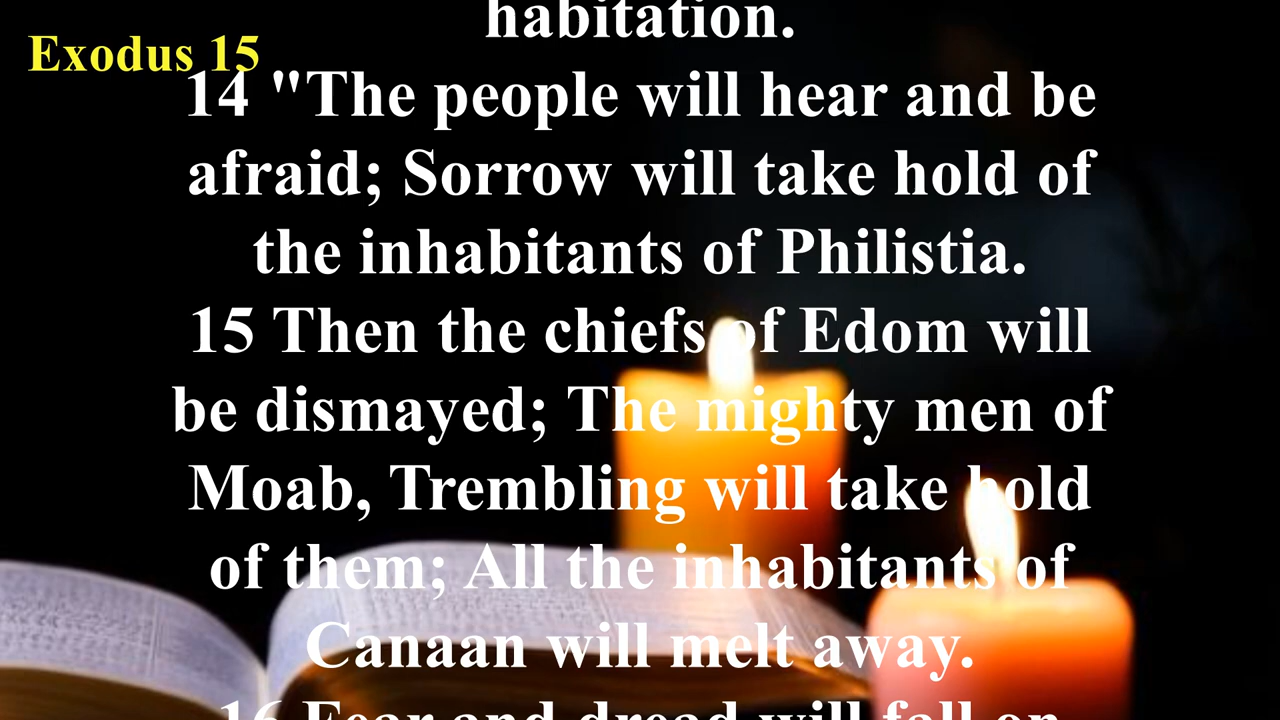 habitation.
Exodus 15
14 "The people will hear and be
afraid; Sorrow will take hold of
the inhabitants of Philistia.
15 Then the chiefs of Edom will
be dismayed; The mighty men of
Moab, Trembling will take hold
of them; All the inhabitants of
Canaan will melt away.
16 Fear and dread will fall on